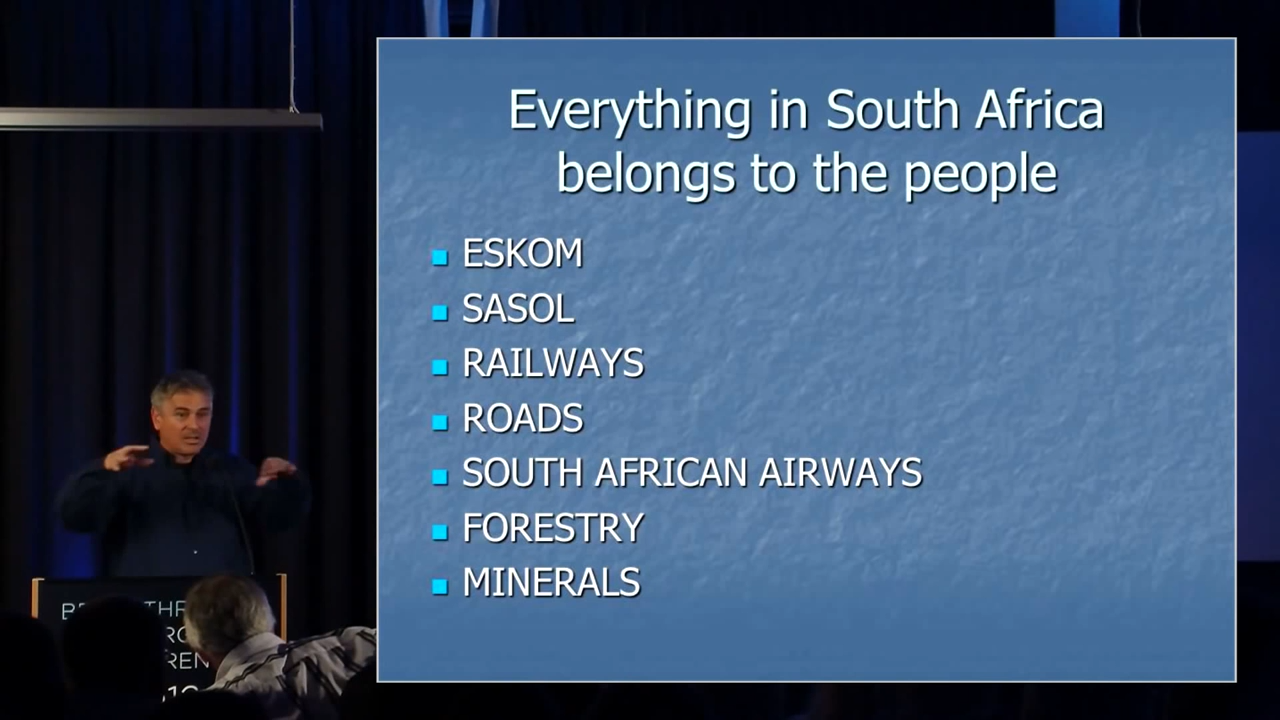 Everything in South Africa
belongs to the people
ESKOM
SASOL
RAILWAYS
ROADS
SOUTH AFRICAN AIRWAYS
FORESTRY
MINERALS